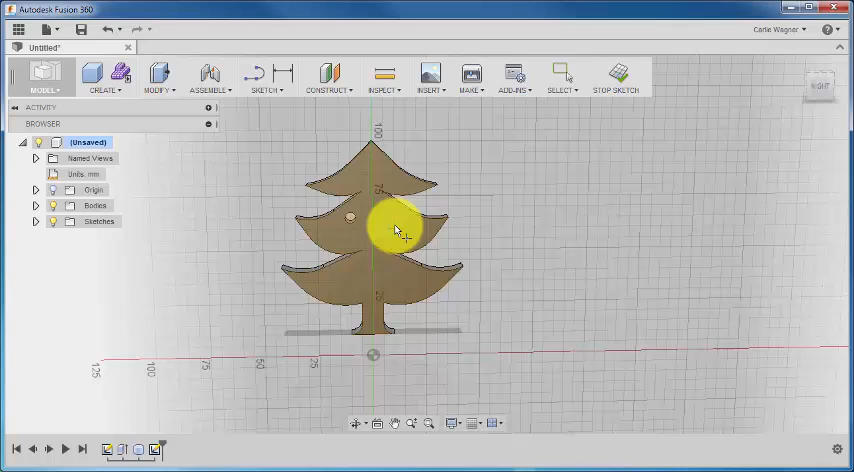 Autodesk Fusion 360
Carlie Wagner
Untitled*
MODEL
CREATE
MODIFY
ASSEMBLE
SKETCH
CONSTRUCT
INSPECT
INSERT
MAKE
ADD-INS
SELECT
STOP SKETCH
RIGHT
ACTIVITY
BROWSER
(Unsaved)
Named Views
Units: mm
Origin
Bodies
Sketches
100
75
25
125
100
75
50
25